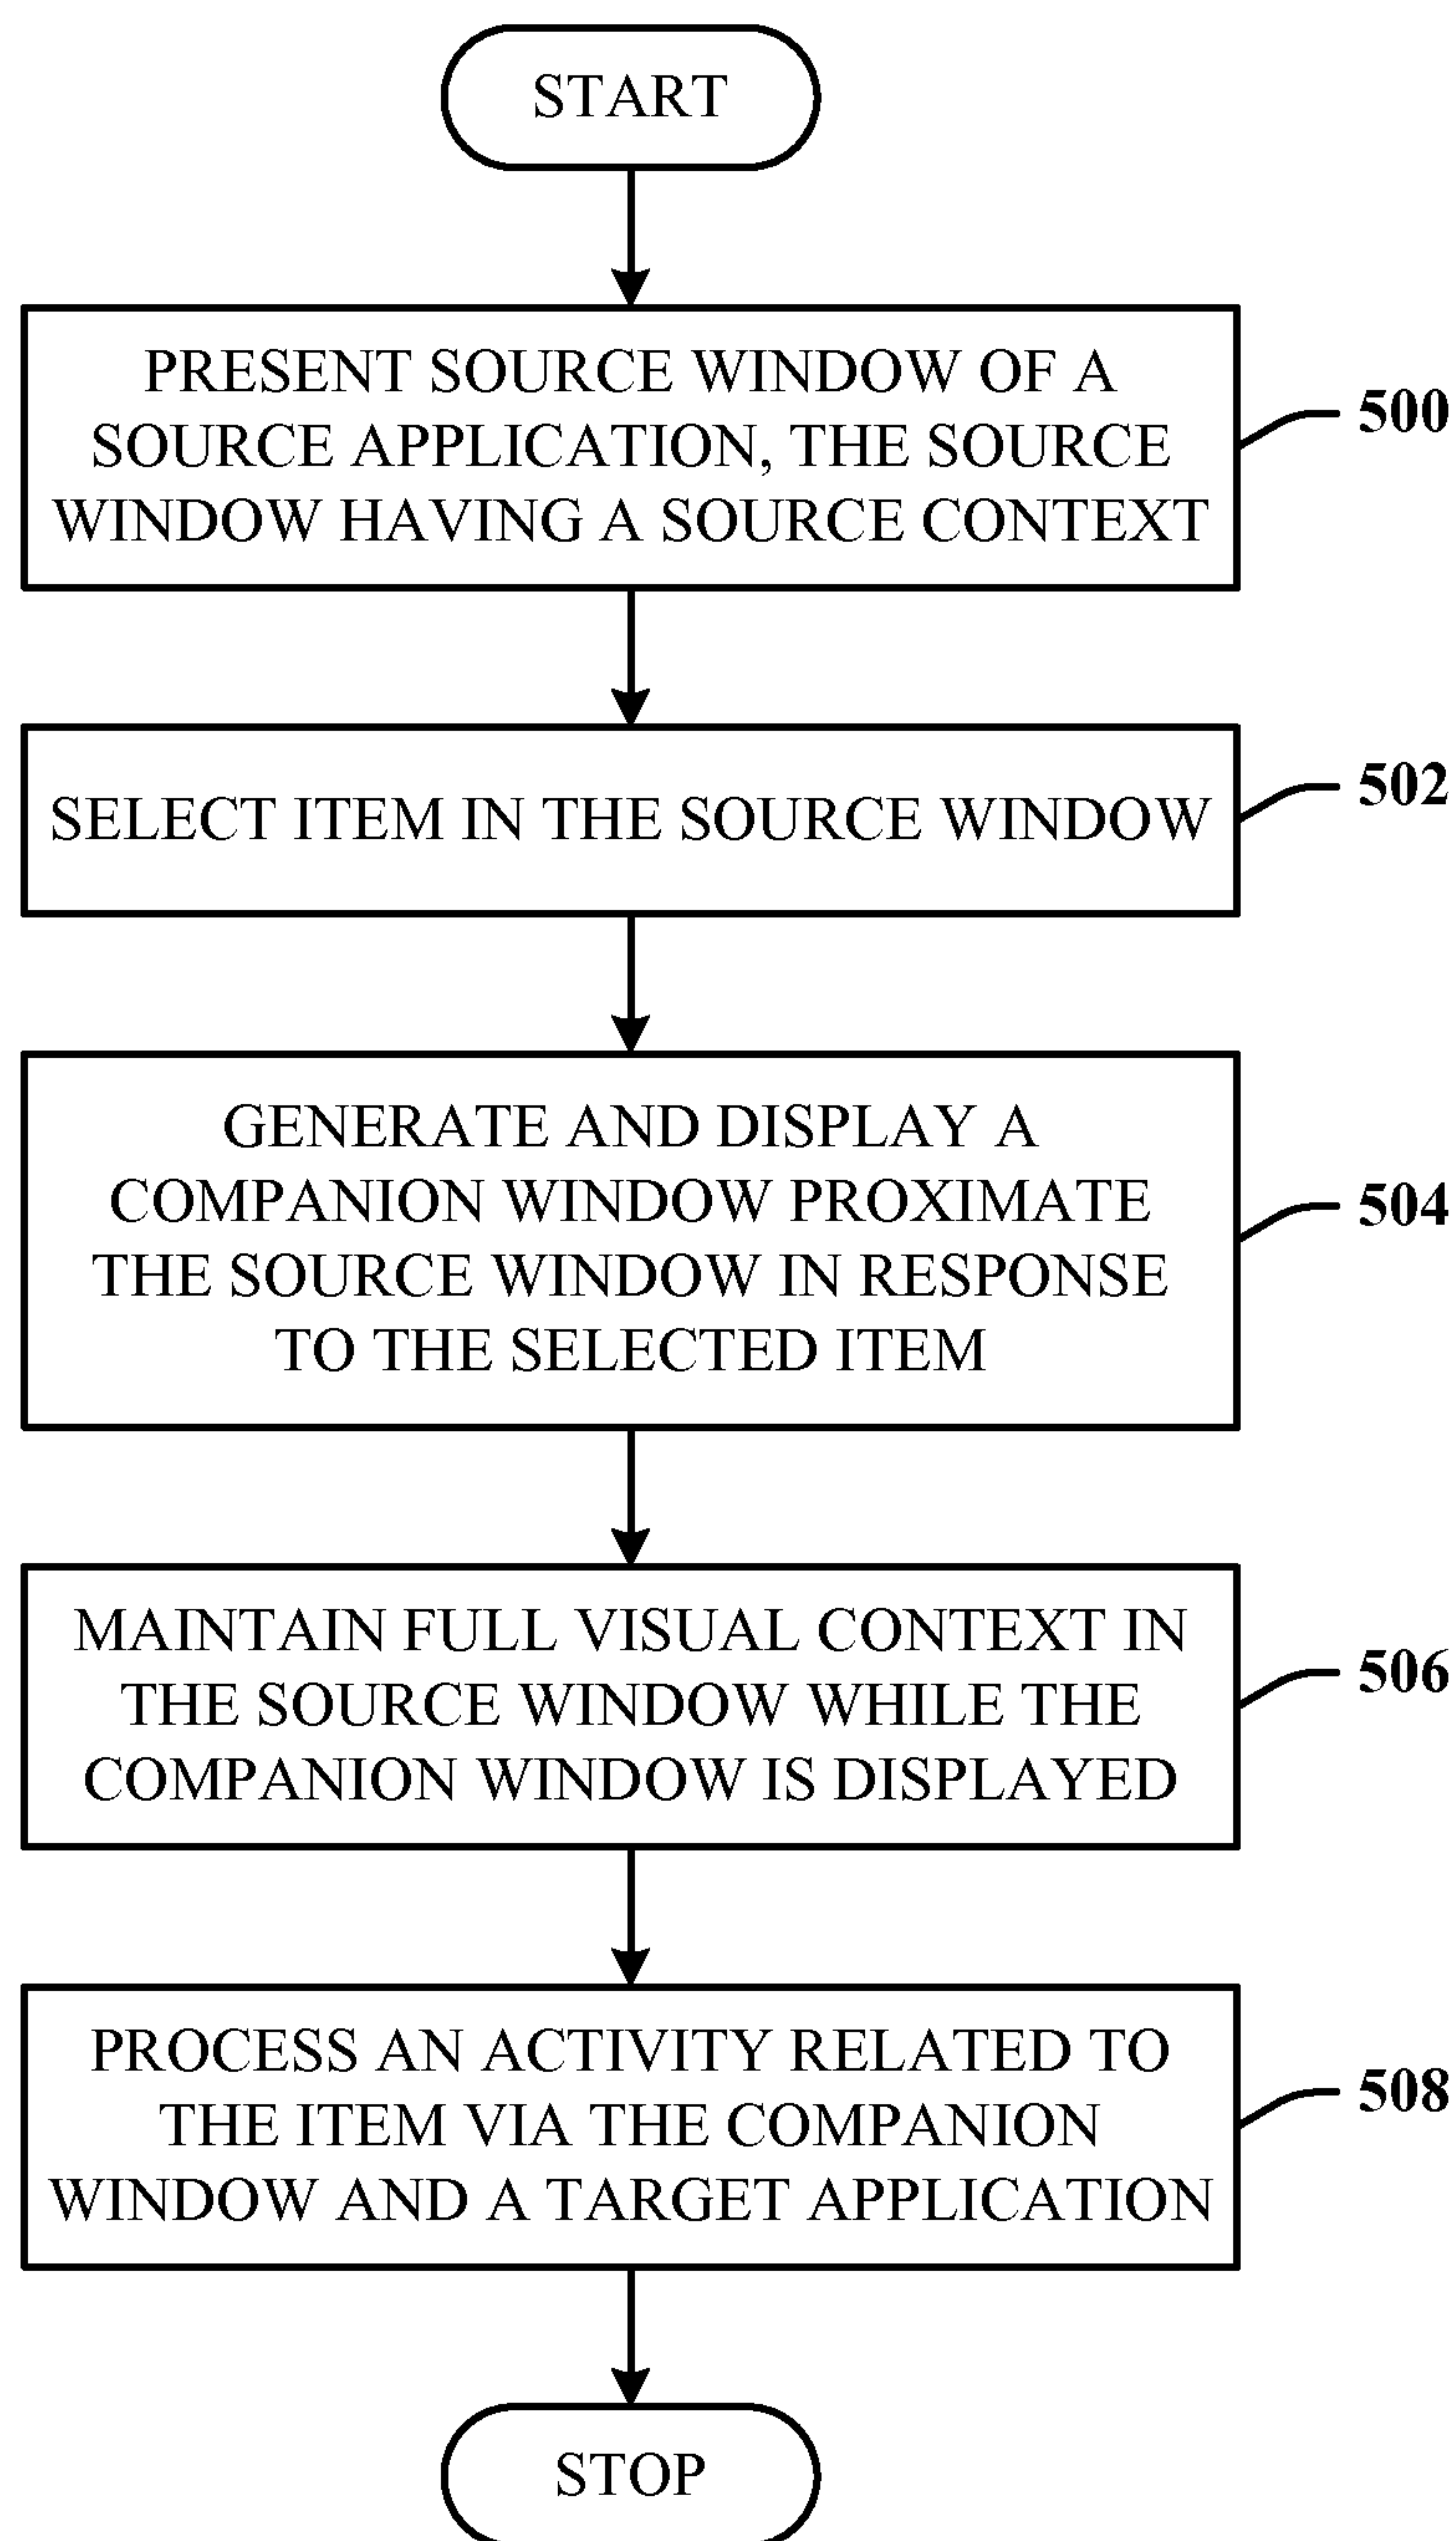 START
PRESENT SOURCE WINDOW OF A
SOURCE APPLICATION, THE SOURCE
WINDOW HAVING A SOURCE CONTEXT
500
SELECT ITEM IN THE SOURCE WINDOW
502
GENERATE AND DISPLAY A
COMPANION WINDOW PROXIMATE
THE SOURCE WINDOW IN RESPONSE
TO THE SELECTED ITEM
504
MAINTAIN FULL VISUAL CONTEXT IN
THE SOURCE WINDOW WHILE THE
COMPANION WINDOW IS DISPLAYED
506
PROCESS AN ACTIVITY RELATED TO
THE ITEM VIA THE COMPANION
WINDOW AND A TARGET APPLICATION
508
STOP